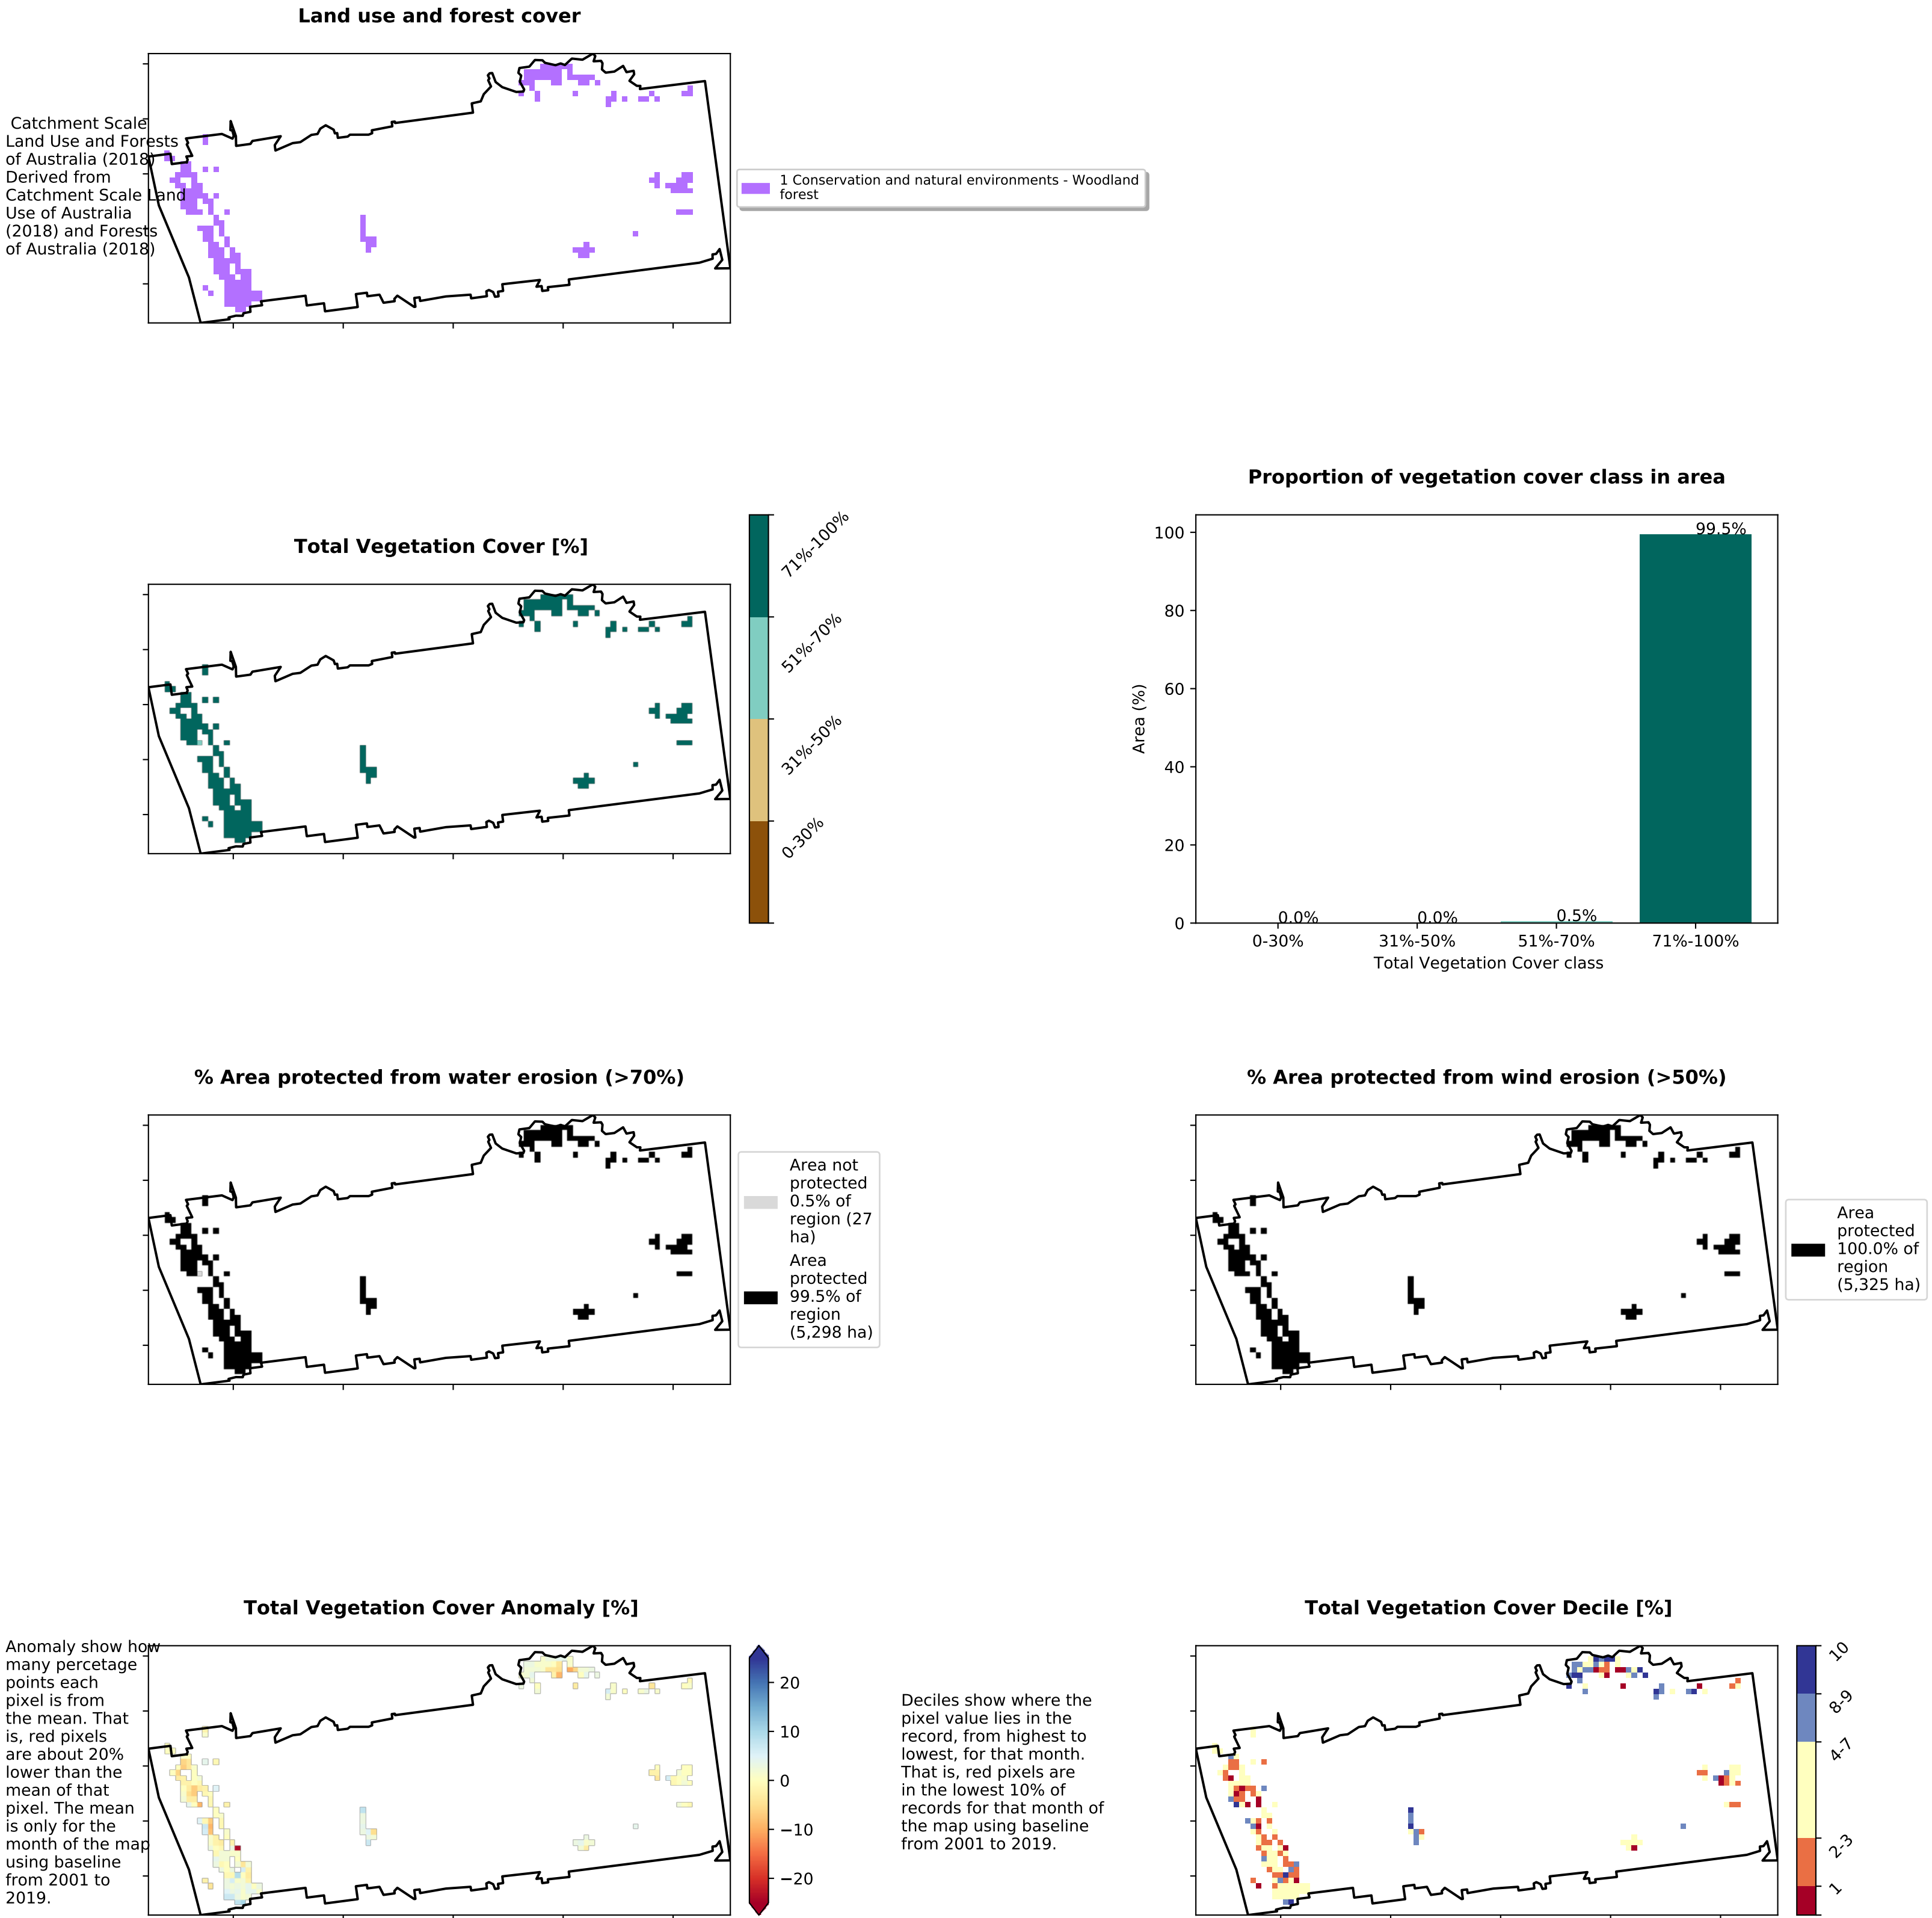 Land use and forest cover
Catchment Scale
Land Use and Forests
of Australia (2018)
Derived from
Catchment Scale Land
Use of Australia
(2018) and Forests
of Australia (2018)
1 Conservation and natural environments - Woodland
forest
Total Vegetation Cover [%]
71%-100%
51%-70%
31%-50%
0-30%
Proportion of vegetation cover class in area
100
80
60
40
20
0
Area (%)
0.0%
0.0%
0.5%
99.5%
0-30%
31%-50%
51%-70%
71%-100%
Total Vegetation Cover class
% Area protected from water erosion (>70%)
Area not
protected
0.5% of
region (27
ha)
Area
protected
99.5% of
region
(5,298 ha)
% Area protected from wind erosion (>50%)
Area
protected
100.0% of
region
(5,325 ha)
Total Vegetation Cover Anomaly [%]
Anomaly show how
many percetage
points each
pixel is from
the mean. That
is, red pixels
are about 20%
lower than the
mean of that
pixel. The mean
is only for the
month of the map
using baseline
from 2001 to
2019.
20
10
0
−10
−20
Total Vegetation Cover Decile [%]
Deciles show where the
pixel value lies in the
record, from highest to
lowest, for that month.
That is, red pixels are
in the lowest 10% of
records for that month of
the map using baseline
from 2001 to 2019.
10
8-9
4-7
2-3
1